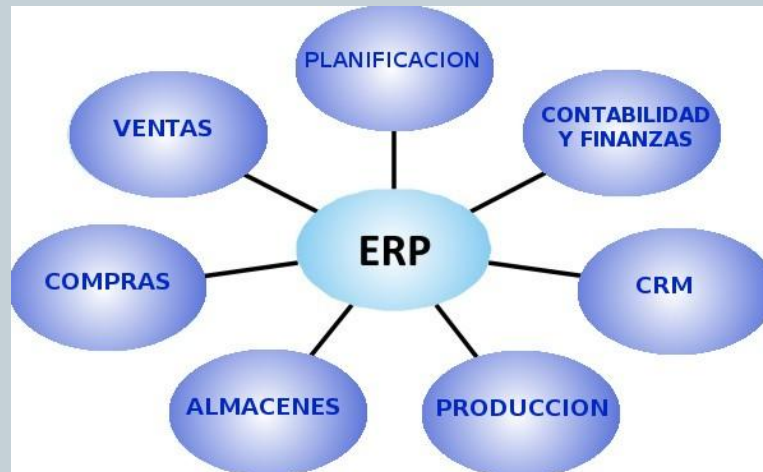 PLANIFICACION
VENTAS
CONTABILIDAD
Y FINANZAS
ERP
COMPRAS
CRM
ALMACENES
PRODUCCION